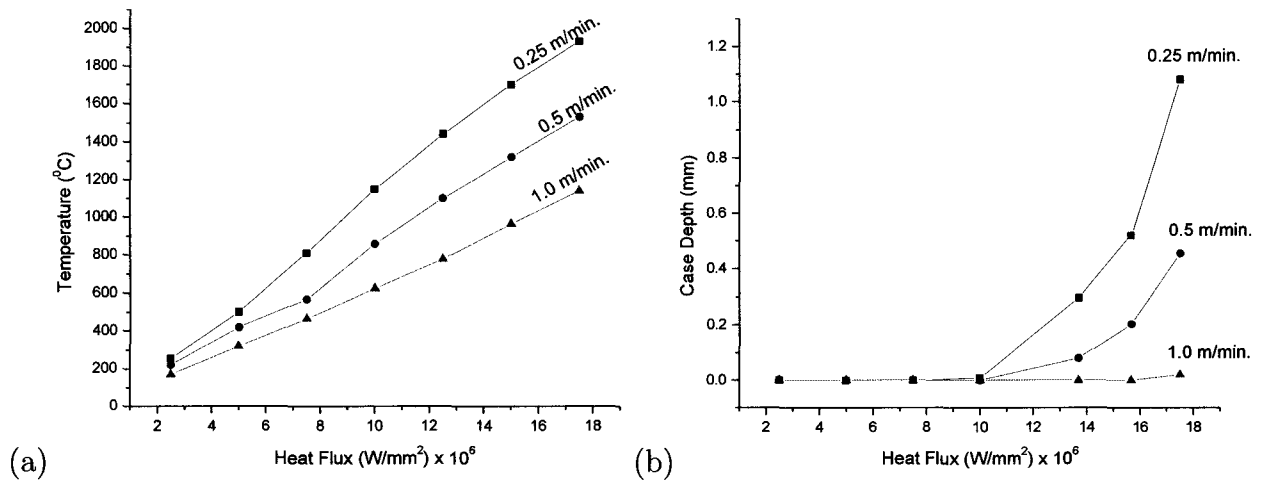 2000
1800
1600
1400
1200
1000
800
600
400
200
0
Temperature (⁰C)
0.25 m/min.
0.5 m/min.
1.0 m/min.
2 4 6 8 10 12 14 16 18
Heat Flux (W/mm²) x 10⁶
(a)
1.2
1.0
0.8
0.6
0.4
0.2
0.0
Case Depth (mm)
0.25 m/min.
0.5 m/min.
1.0 m/min.
2 4 6 8 10 12 14 16 18
Heat Flux (W/mm²) x 10⁶
(b)